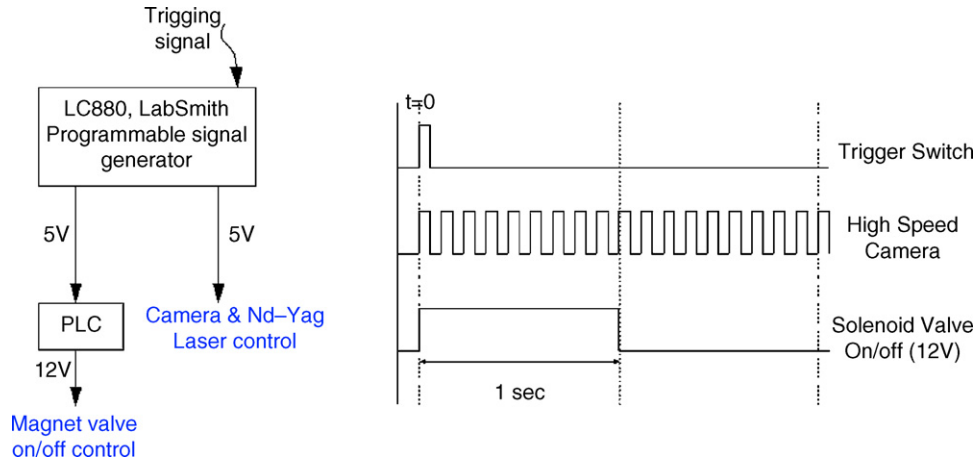 Trigging
signal
LC880, LabSmith
Programmable signal
generator
5V
5V
PLC
Camera & Nd–Yag
Laser control
12V
Magnet valve
on/off control
t=0
Trigger Switch
High Speed
Camera
Solenoid Valve
On/off (12V)
1 sec